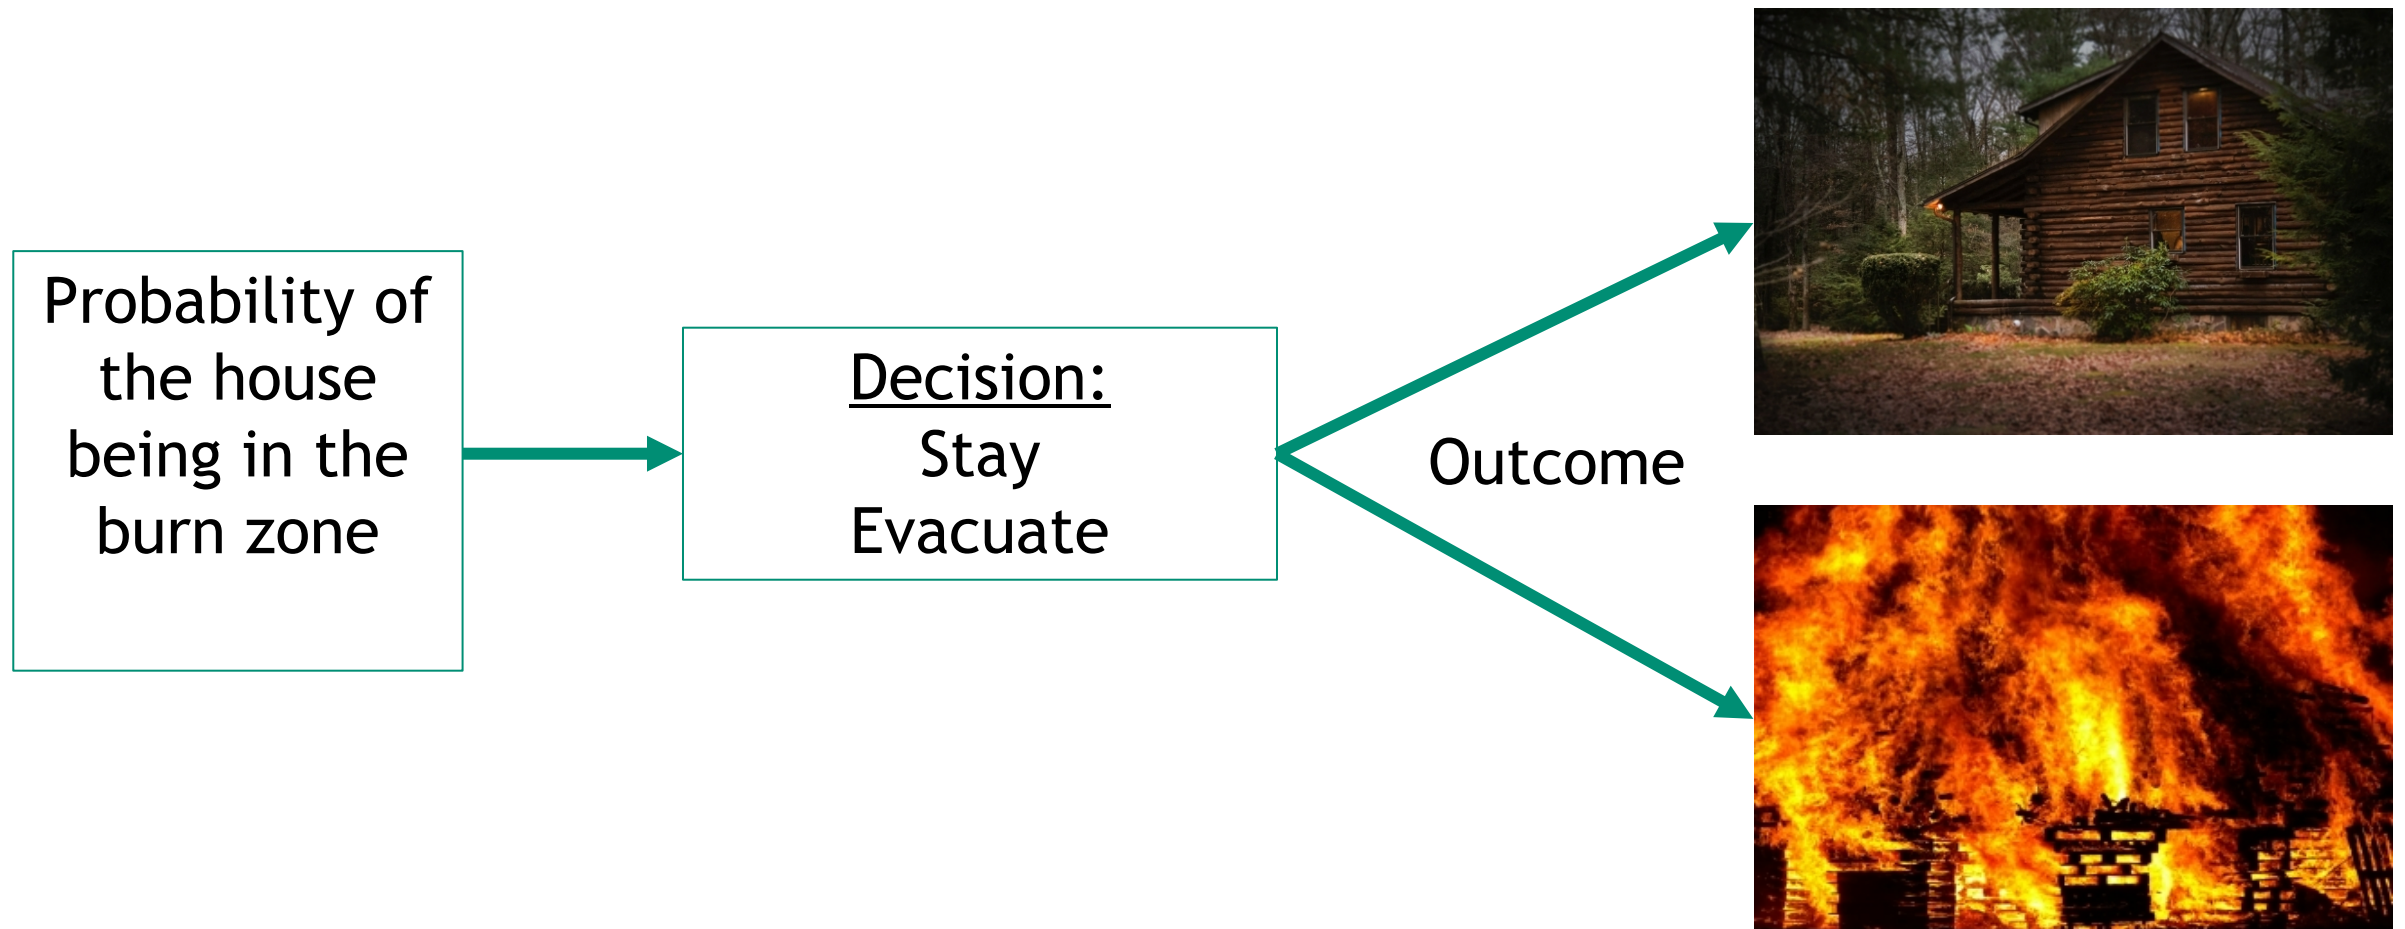 Probability of
the house
being in the
burn zone
Decision:
Stay
Evacuate
Outcome